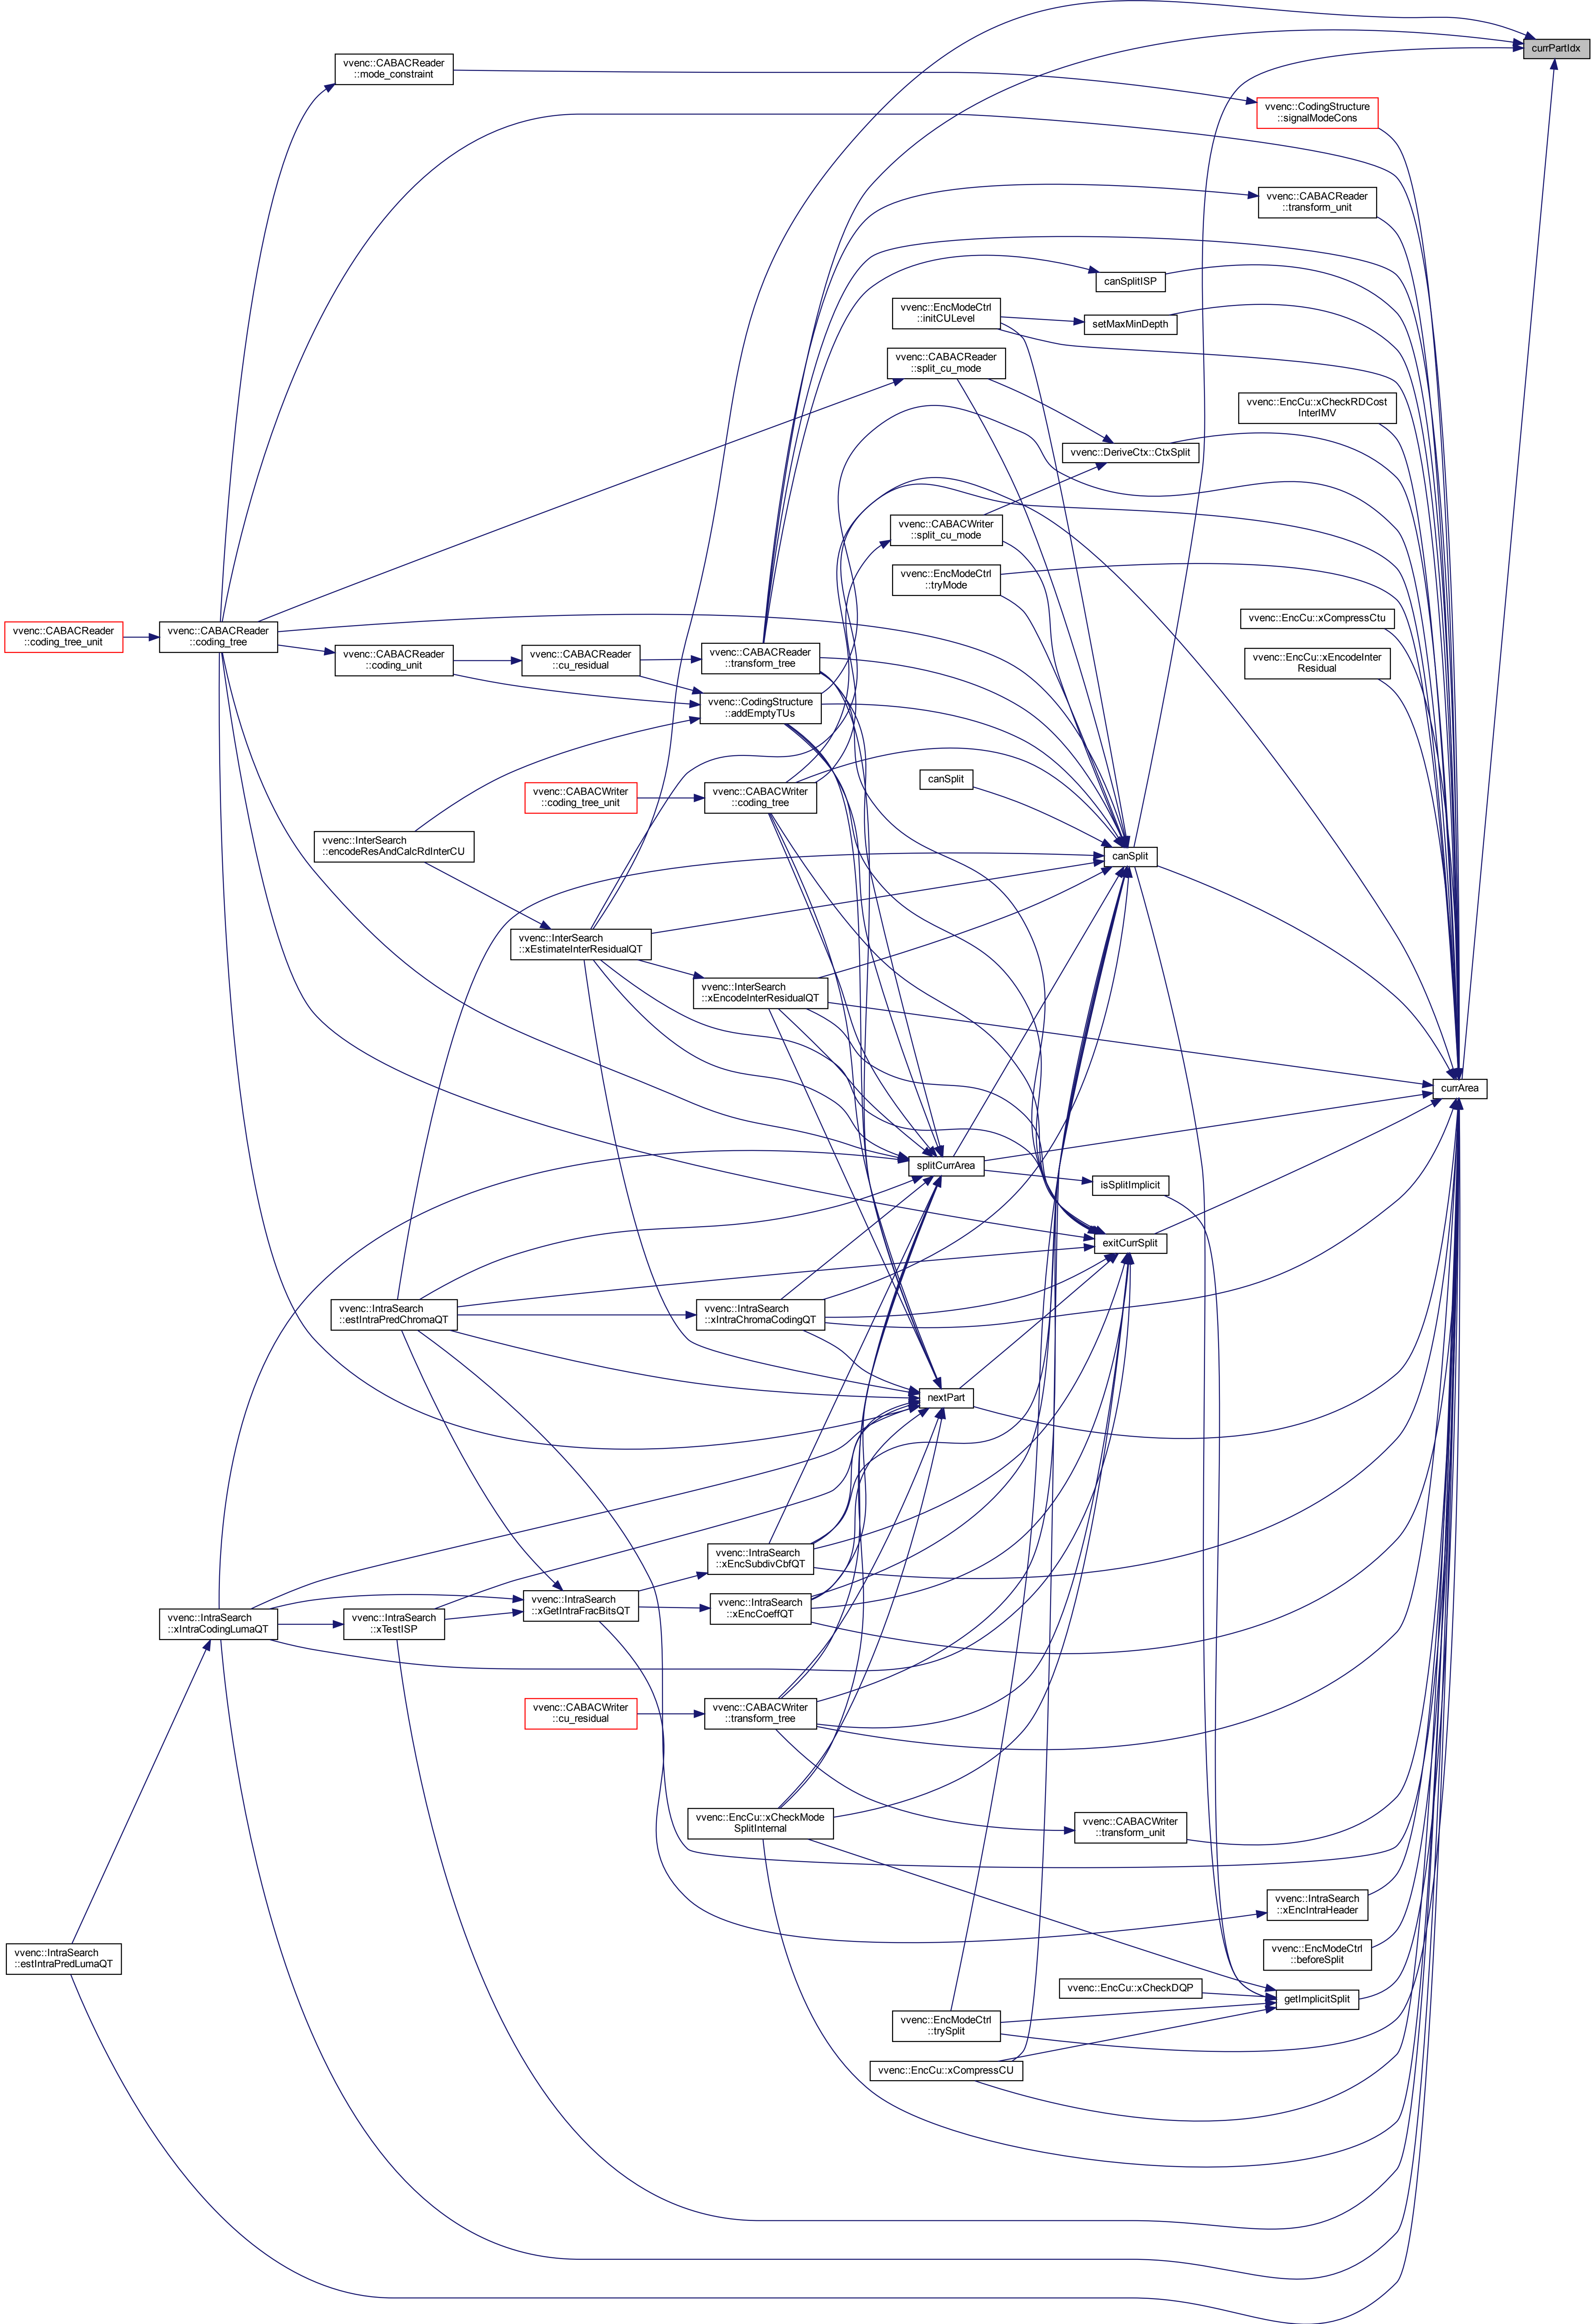 currPartIdx
vvenc::CABACReader
::mode_constraint
vvenc::CodingStructure
::signalModeCons
vvenc::CABACReader
::transform_unit
canSplitISP
vvenc::EncModeCtrl
::initCULevel
setMaxMinDepth
vvenc::CABACReader
::split_cu_mode
vvenc::EncCu::xCheckRDCost
InterIMV
vvenc::DeriveCtx::CtxSplit
vvenc::CABACWriter
::split_cu_mode
vvenc::EncModeCtrl
::tryMode
vvenc::EncCu::xCompressCtu
vvenc::CABACReader
::coding_tree_unit
vvenc::CABACReader
::coding_tree
vvenc::CABACReader
::coding_unit
vvenc::CABACReader
::cu_residual
vvenc::CABACReader
::transform_tree
vvenc::EncCu::xEncodeInter
Residual
vvenc::CodingStructure
::addEmptyTUs
canSplit
vvenc::CABACWriter
::coding_tree_unit
vvenc::CABACWriter
::coding_tree
vvenc::InterSearch
::encodeResAndCalcRdInterCU
canSplit
vvenc::InterSearch
::xEstimateInterResidualQT
vvenc::InterSearch
::xEncodeInterResidualQT
currArea
splitCurrArea
isSplitImplicit
exitCurrSplit
vvenc::IntraSearch
::estIntraPredChromaQT
vvenc::IntraSearch
::xIntraChromaCodingQT
nextPart
vvenc::IntraSearch
::xEncSubdivCbfQT
vvenc::IntraSearch
::xGetIntraFracBitsQT
vvenc::IntraSearch
::xEncCoeffQT
vvenc::IntraSearch
::xIntraCodingLumaQT
vvenc::IntraSearch
::xTestISP
vvenc::CABACWriter
::cu_residual
vvenc::CABACWriter
::transform_tree
vvenc::EncCu::xCheckMode
SplitInternal
vvenc::CABACWriter
::transform_unit
vvenc::IntraSearch
::xEncIntraHeader
vvenc::IntraSearch
::estIntraPredLumaQT
vvenc::EncModeCtrl
::beforeSplit
vvenc::EncCu::xCheckDQP
getImplicitSplit
vvenc::EncModeCtrl
::trySplit
vvenc::EncCu::xCompressCU